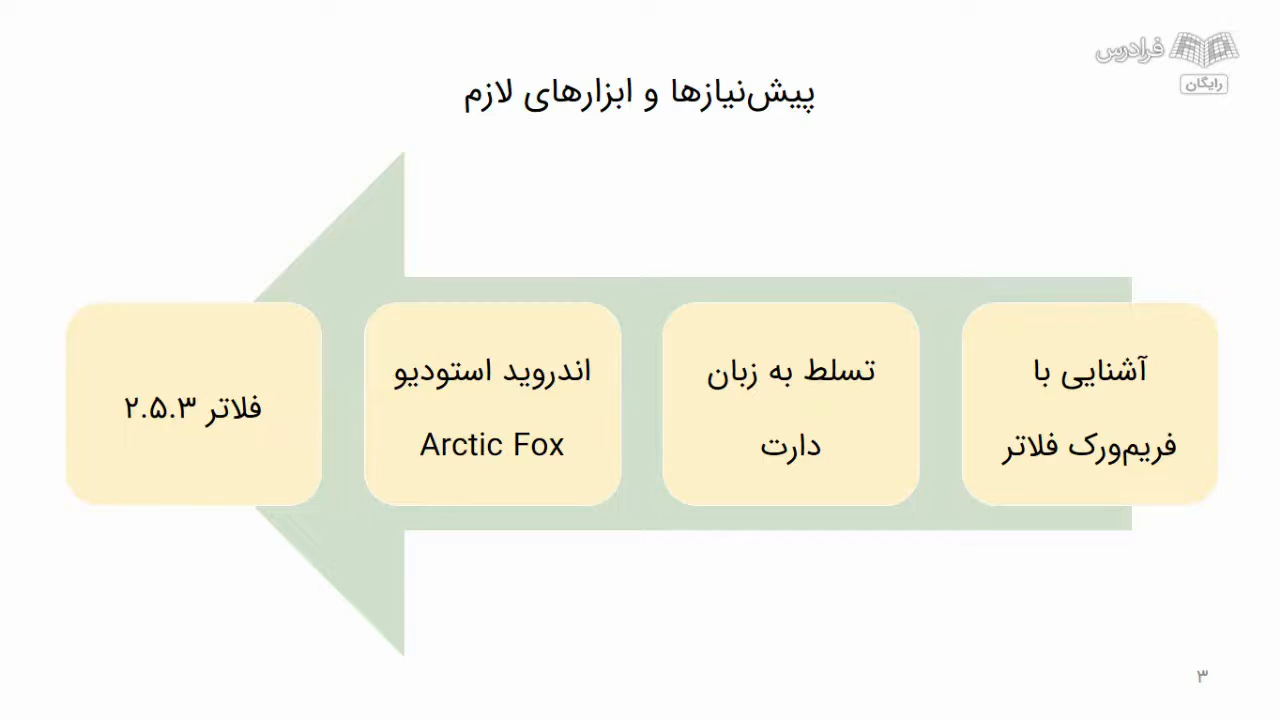 فرادرس
رایگان
پیش‌نیازها و ابزارهای لازم
آشنایی با
فریم‌ورک فلاتر
تسلط به زبان
دارت
اندروید استودیو
Arctic Fox
فلاتر ۲.۵.۳
۳